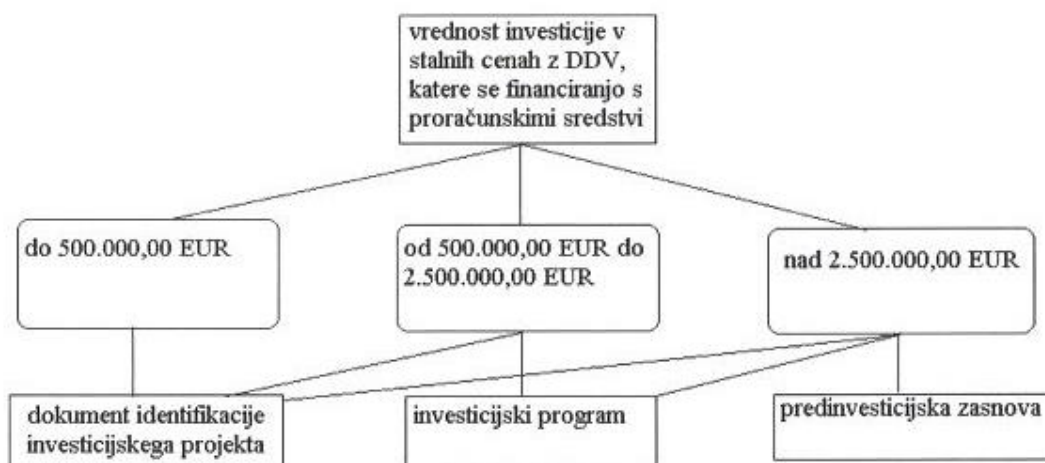 vrednost investicije v
stalnih cenah z DDV,
katere se financiranjo s
proračunskimi sredstvi
do 500.000,00 EUR
od 500.000,00 EUR do
2.500.000,00 EUR
nad 2.500.000,00 EUR
dokument identifikacije
investicijskega projekta
investicijski program
predinvesticijska zasnova